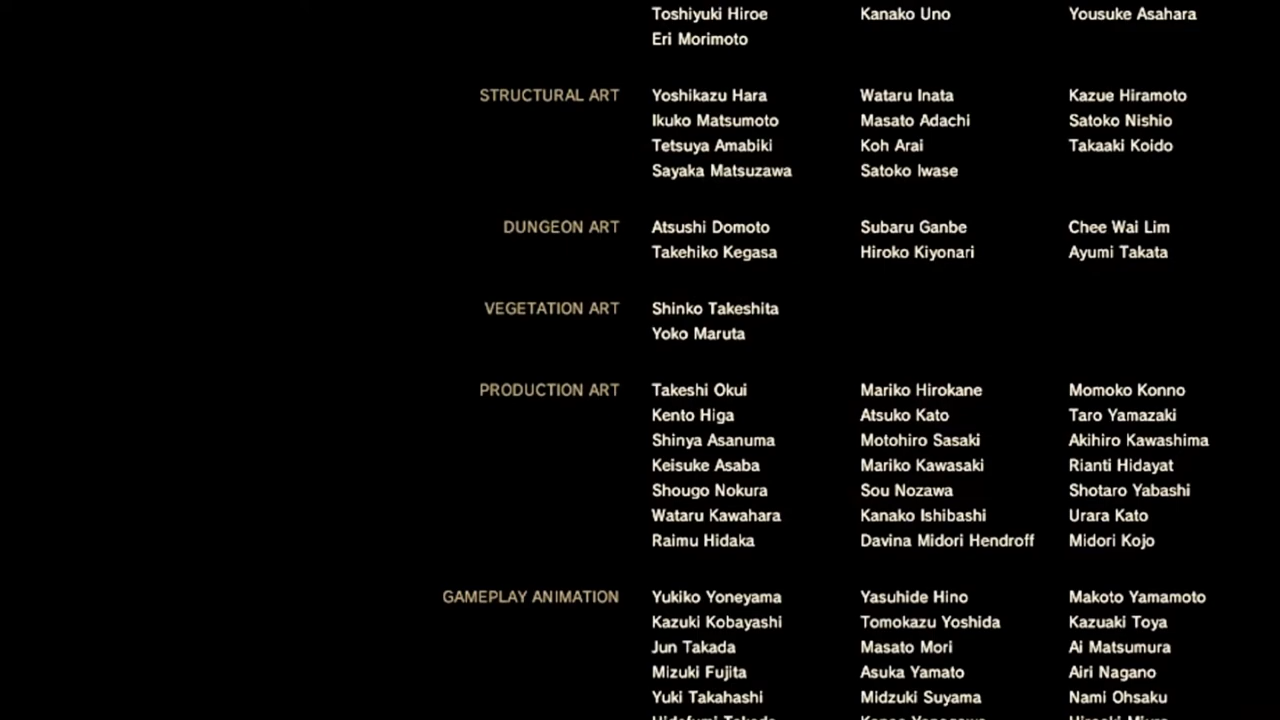 Toshiyuki Hiroe Kanako Uno Yousuke Asahara
Eri Morimoto
STRUCTURAL ART Yoshikazu Hara Wataru Inata Kazue Hiramoto
Ikuko Matsumoto Masato Adachi Satoko Nishio
Tetsuya Amabiki Koh Arai Takaaki Koido
Sayaka Matsuzawa Satoko Iwase
DUNGEON ART Atsushi Domoto Subaru Ganbe Chee Wai Lim
Takehiko Kegasa Hiroko Kiyonari Ayumi Takata
VEGETATION ART Shinko Takeshita
Yoko Maruta
PRODUCTION ART Takeshi Okui Mariko Hirokane Momoko Konno
Kento Higa Atsuko Kato Taro Yamazaki
Shinya Asanuma Motohiro Sasaki Akihiro Kawashima
Keisuke Asaba Mariko Kawasaki Rianti Hidayat
Shougo Nokura Sou Nozawa Shotaro Yabashi
Wataru Kawahara Kanako Ishibashi Urara Kato
Raimu Hidaka Davina Midori Hendroff Midori Kojo
GAMEPLAY ANIMATION Yukiko Yoneyama Yasuhide Hino Makoto Yamamoto
Kazuki Kobayashi Tomokazu Yoshida Kazuaki Toya
Jun Takada Masato Mori Ai Matsumura
Mizuki Fujita Asuka Yamato Airi Nagano
Yuki Takahashi Midzuki Suyama Nami Ohsaku